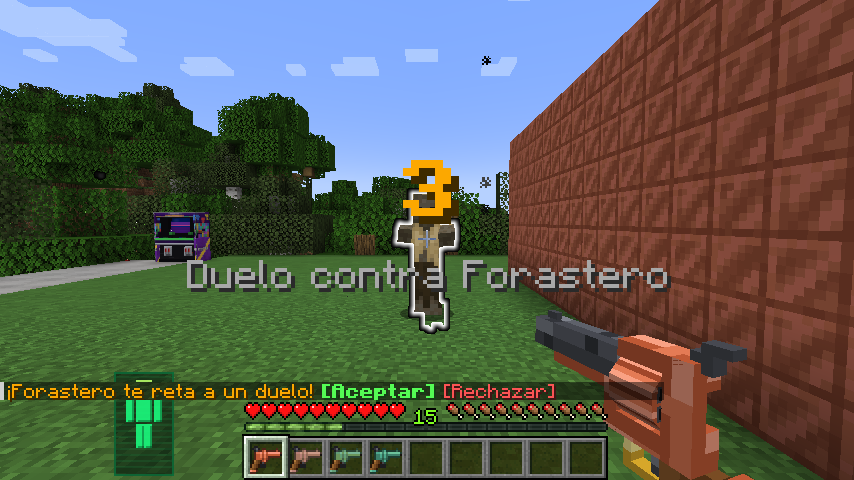 3
Duelo contra Forastero
¡Forastero te reta a un duelo! [Aceptar] [Rechazar]
15